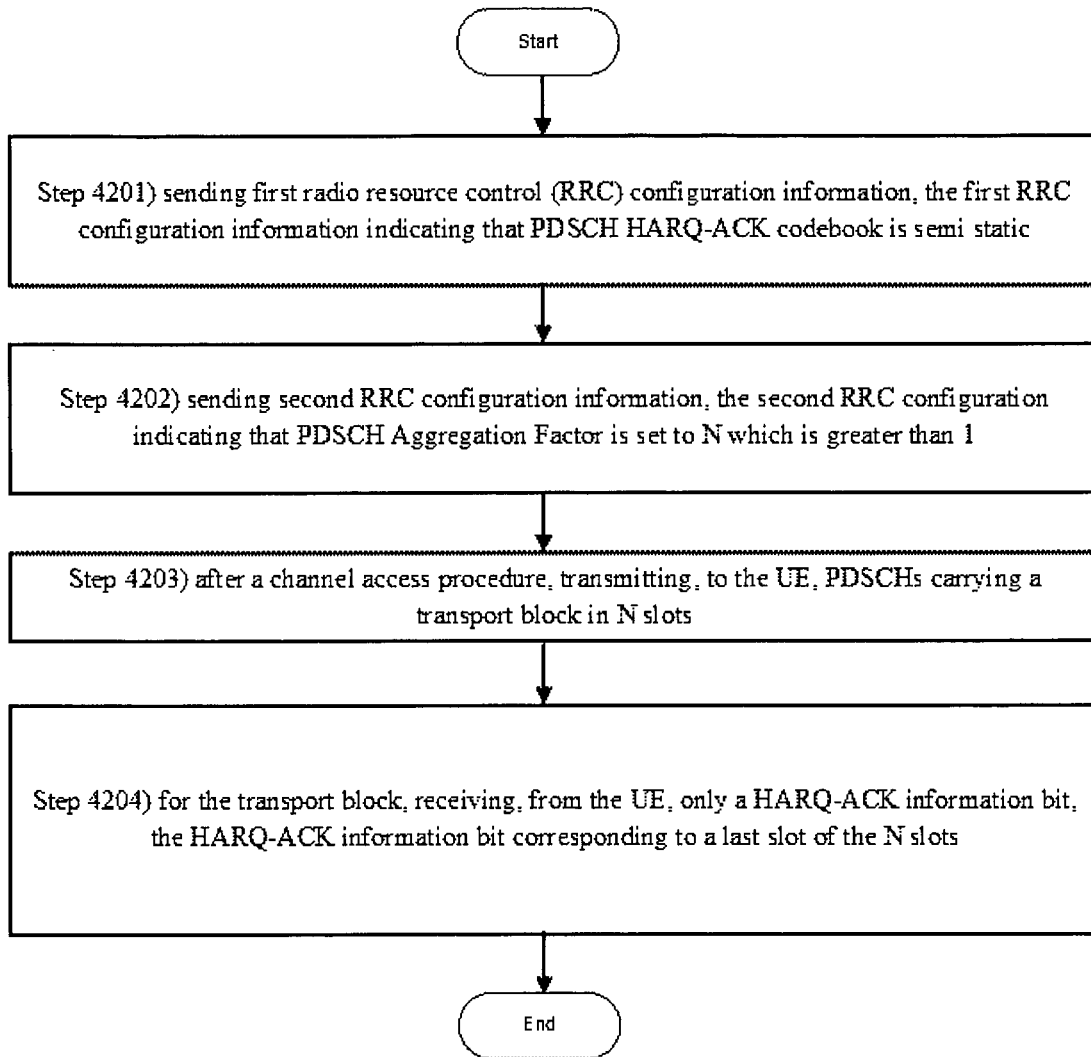 Start
Step 4201) sending first radio resource control (RRC) configuration information, the first RRC
configuration information indicating that PDSCH HARQ-ACK codebook is semi static
Step 4202) sending second RRC configuration information, the second RRC configuration
indicating that PDSCH Aggregation Factor is set to N which is greater than 1
Step 4203) after a channel access procedure, transmitting, to the UE, PDSCHs carrying a
transport block in N slots
Step 4204) for the transport block, receiving, from the UE, only a HARQ-ACK information bit,
the HARQ-ACK information bit corresponding to a last slot of the N slots
End